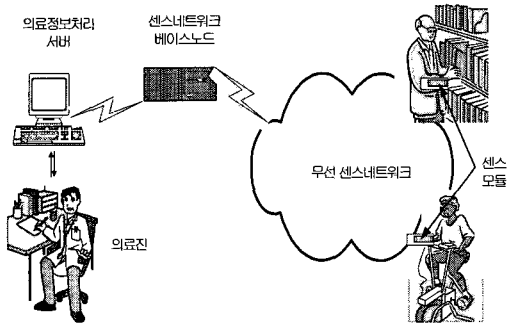 의료정보처리
서버
센스네트워크
베이스노드
무선 센스네트워크
센스
모듈
의료진